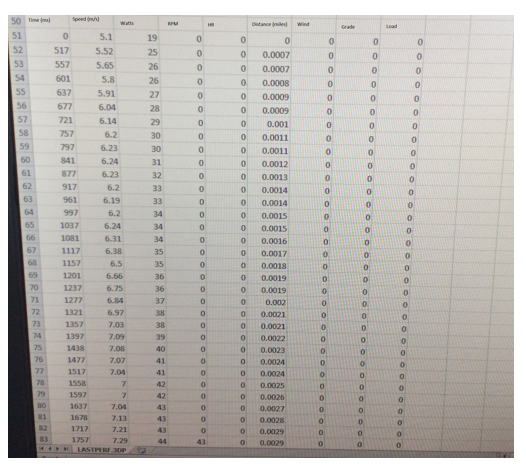 50 Time (ms) Speed (m/s) Watts RPM HR Distance (miles) Wind Grade Load
51 0 5.1 19 0 0 0 0 0 0
52 517 5.52 25 0 0 0.0007 0 0 0
53 557 5.65 26 0 0 0.0007 0 0 0
54 601 5.8 26 0 0 0.0008 0 0 0
55 637 5.91 27 0 0 0.0009 0 0 0
56 677 6.04 28 0 0 0.0009 0 0 0
57 721 6.14 29 0 0 0.001 0 0 0
58 757 6.2 30 0 0 0.0011 0 0 0
59 797 6.23 30 0 0 0.0011 0 0 0
60 841 6.24 31 0 0 0.0012 0 0 0
61 877 6.23 32 0 0 0.0013 0 0 0
62 917 6.2 33 0 0 0.0014 0 0 0
63 961 6.19 33 0 0 0.0014 0 0 0
64 997 6.2 34 0 0 0.0015 0 0 0
65 1037 6.24 34 0 0 0.0015 0 0 0
66 1081 6.31 34 0 0 0.0016 0 0 0
67 1117 6.38 35 0 0 0.0017 0 0 0
68 1157 6.5 35 0 0 0.0018 0 0 0
69 1201 6.66 36 0 0 0.0019 0 0 0
70 1237 6.75 36 0 0 0.0019 0 0 0
71 1277 6.84 37 0 0 0.002 0 0 0
72 1321 6.97 38 0 0 0.0021 0 0 0
73 1357 7.03 38 0 0 0.0021 0 0 0
74 1397 7.09 39 0 0 0.0022 0 0 0
75 1438 7.08 40 0 0 0.0023 0 0 0
76 1477 7.07 41 0 0 0.0024 0 0 0
77 1517 7.04 41 0 0 0.0024 0 0 0
78 1558 7 42 0 0 0.0025 0 0 0
79 1597 7 42 0 0 0.0026 0 0 0
80 1637 7.04 43 0 0 0.0027 0 0 0
81 1678 7.13 43 0 0 0.0028 0 0 0
82 1717 7.21 43 0 0 0.0029 0 0 0
83 1757 7.29 44 43 0 0.0029 0 0 0
LASTPERF.3DP